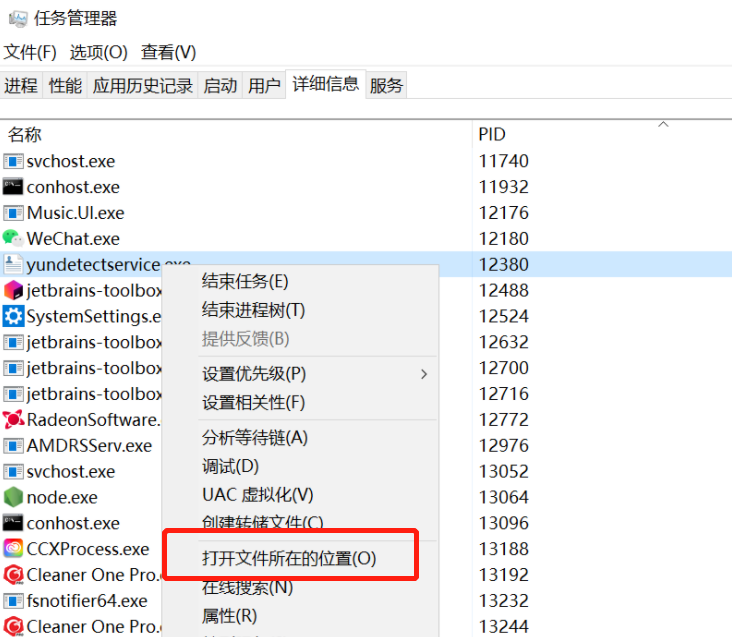 任务管理器
文件(F) 选项(O) 查看(V)
进程 性能 应用历史记录 启动 用户 详细信息 服务
名称 PID
svchost.exe 11740
conhost.exe 11932
Music.UI.exe 12176
WeChat.exe 12180
yundetectservice.exe 12380
结束任务(E)
jetbrains-toolbox 12488
结束进程树(T)
SystemSettings.e 12524
提供反馈(B)
jetbrains-toolbox 12632
jetbrains-toolbox 12700
设置优先级(P)
jetbrains-toolbox 12716
设置相关性(F)
RadeonSoftware. 12772
分析等待链(A)
AMDRSServ.exe 12976
调试(D)
svchost.exe 13052
UAC 虚拟化(V)
node.exe 13064
创建转储文件(C)
conhost.exe 13096
CCXProcess.exe 13188
打开文件所在的位置(O)
Cleaner One Pro. 13192
在线搜索(N)
fsnotifier64.exe 13232
属性(R)
Cleaner One Pro. 13244